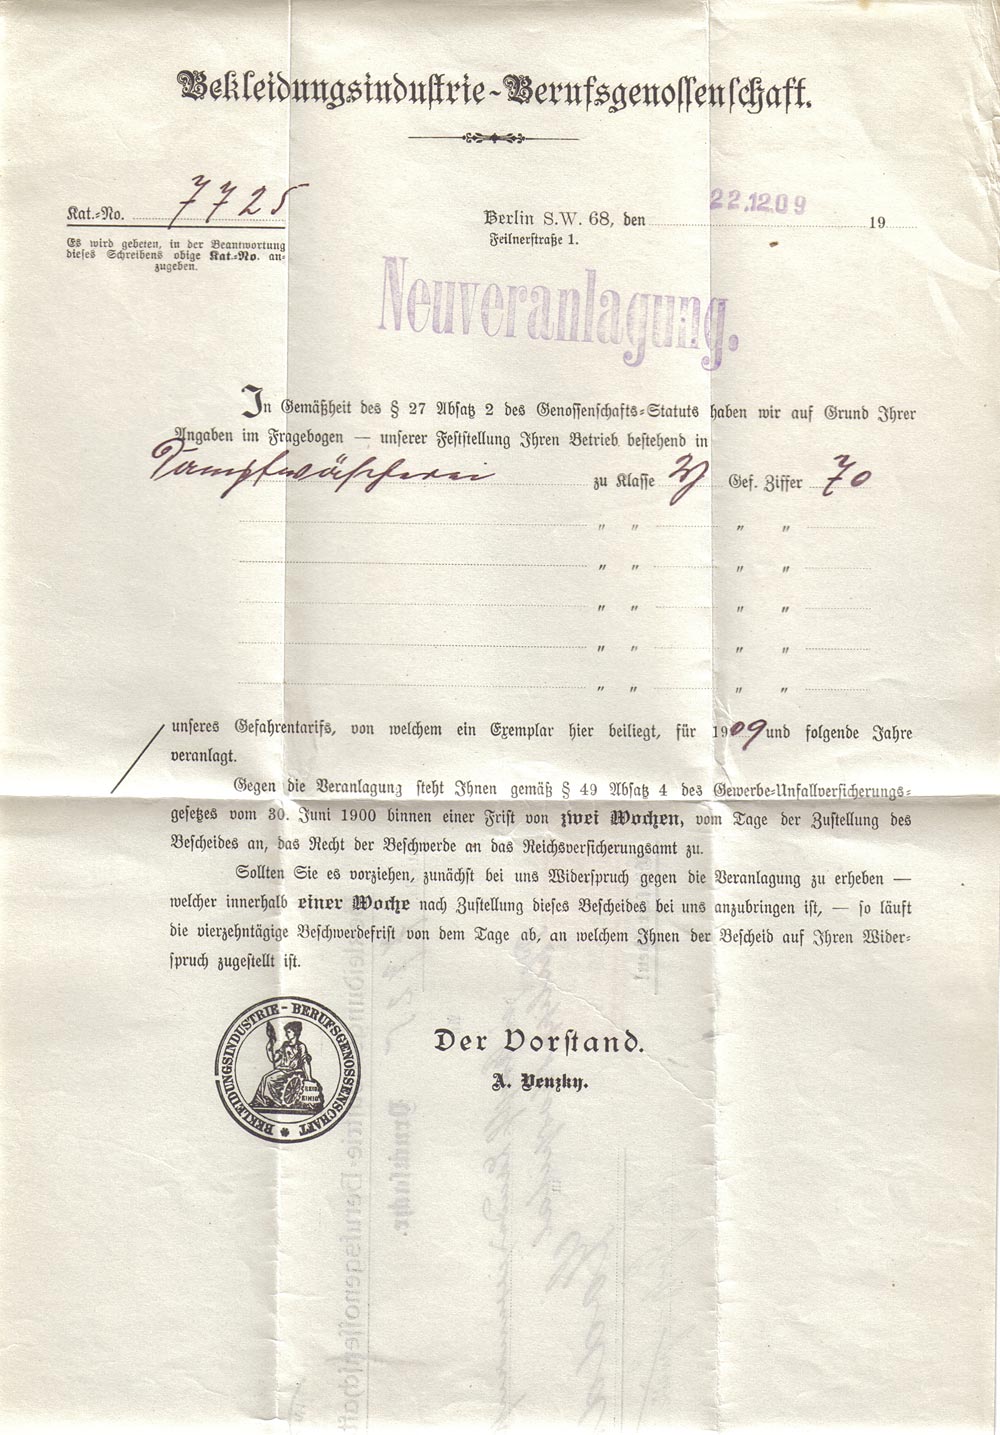 Bekleidungsindustrie-Berufsgenossenschaft.
Kat.-No. 7725
Es wird gebeten, in der Beantwortung
dieses Schreibens obige Kat.-No. an-
zugeben.
Berlin S.W. 68, den 22.12.09 19
Feilnerstraße 1.
Neuveranlagung.
In Gemäßheit des § 27 Absatz 2 des Genossenschafts-Statuts haben wir auf Grund Ihrer
Angaben im Fragebogen — unserer Feststellung Ihren Betrieb bestehend in
Dampfwäscherei zu Klasse Gef. Ziffer 70
" " " "
" " " "
" " " "
" " " "
" " " "
unseres Gefahrentarifs, von welchem ein Exemplar hier beiliegt, für 1909 und folgende Jahre
veranlagt.
Gegen die Veranlagung steht Ihnen gemäß § 49 Absatz 4 des Gewerbe-Unfallversicherungs-
gesetzes vom 30. Juni 1900 binnen einer Frist von zwei Wochen, vom Tage der Zustellung des
Bescheides an, das Recht der Beschwerde an das Reichsversicherungsamt zu.
Sollten Sie es vorziehen, zunächst bei uns Widerspruch gegen die Veranlagung zu erheben —
welcher innerhalb einer Woche nach Zustellung dieses Bescheides bei uns anzubringen ist, — so läuft
die vierzehntägige Beschwerdefrist von dem Tage ab, an welchem Ihnen der Bescheid auf Ihren Wider-
spruch zugestellt ist.
BEKLEIDUNGSINDUSTRIE-BERUFSGENOSSENSCHAFT
Der Vorstand.
A. Venzky.
Drucksache.